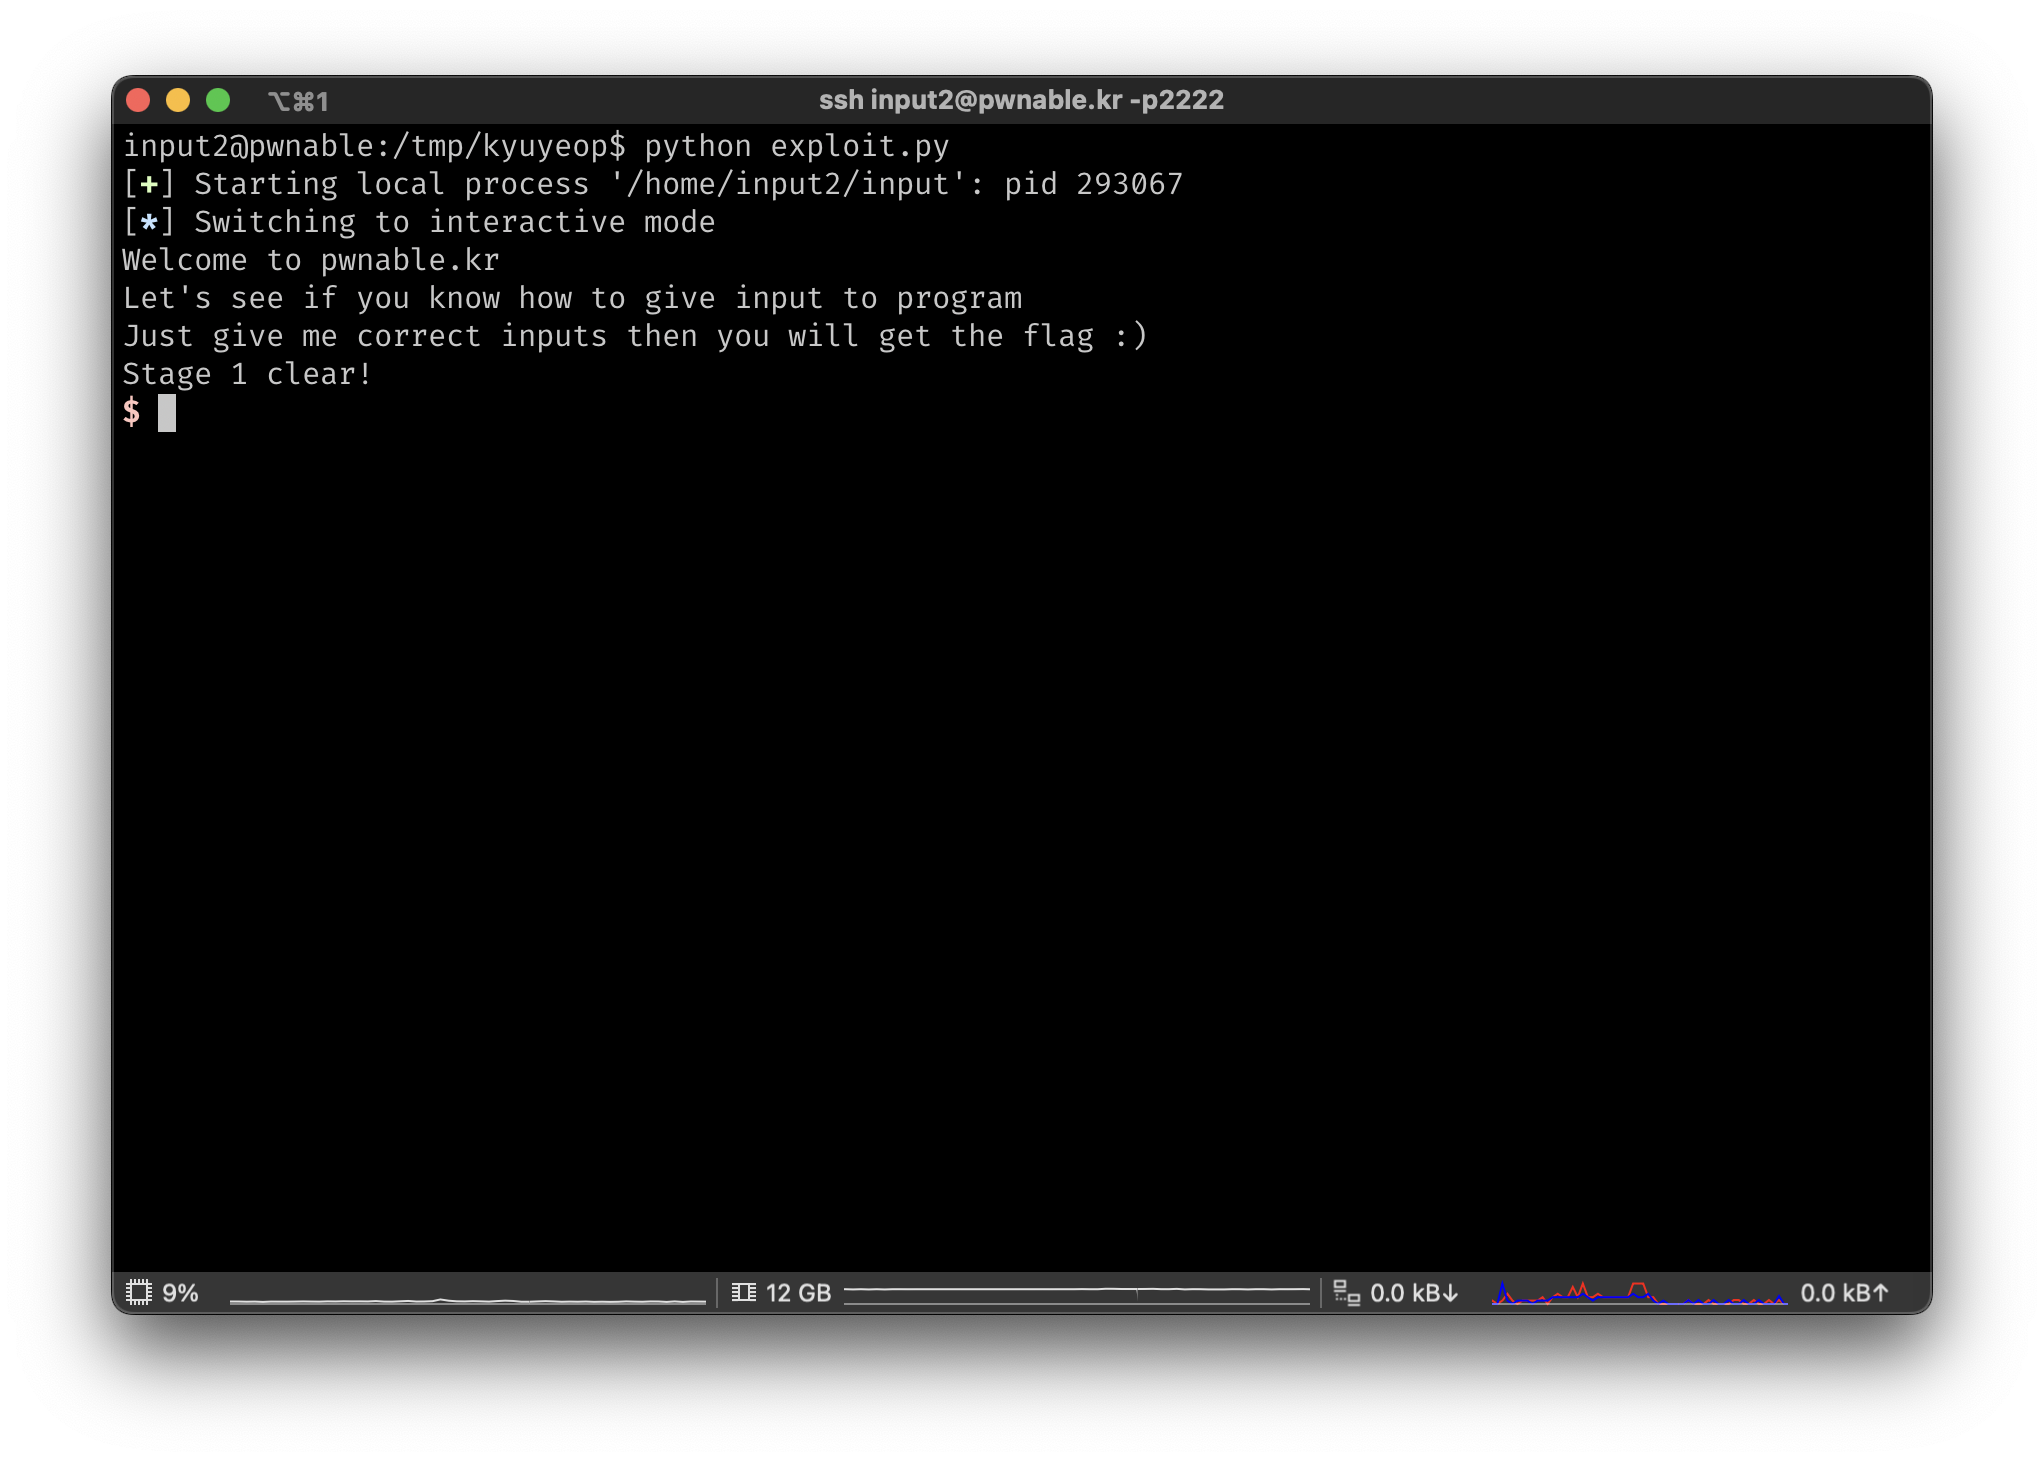 ⌥⌘1
ssh input2@pwnable.kr -p2222
input2@pwnable:/tmp/kyuyeop$ python exploit.py
[+] Starting local process '/home/input2/input': pid 293067
[*] Switching to interactive mode
Welcome to pwnable.kr
Let's see if you know how to give input to program
Just give me correct inputs then you will get the flag :)
Stage 1 clear!
$
9% 12 GB 0.0 kB↓ 0.0 kB↑